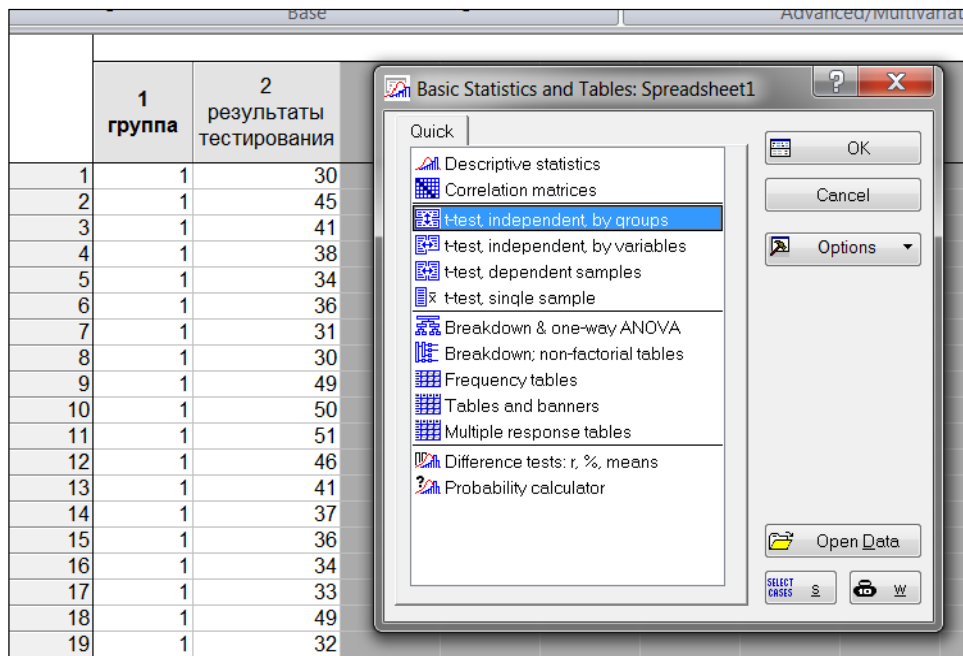 Base
Advanced/Multivariat
1
группа
2
результаты
тестирования
1 1 30
2 1 45
3 1 41
4 1 38
5 1 34
6 1 36
7 1 31
8 1 30
9 1 49
10 1 50
11 1 51
12 1 46
13 1 41
14 1 37
15 1 36
16 1 34
17 1 33
18 1 49
19 1 32
Basic Statistics and Tables: Spreadsheet1
?
X
Quick
Descriptive statistics
Correlation matrices
t-test, independent, by groups
t-test, independent, by variables
t-test, dependent samples
t-test, single sample
Breakdown & one-way ANOVA
Breakdown; non-factorial tables
Frequency tables
Tables and banners
Multiple response tables
Difference tests: r, %, means
Probability calculator
OK
Cancel
Options
Open Data
SELECT
CASES
S
W